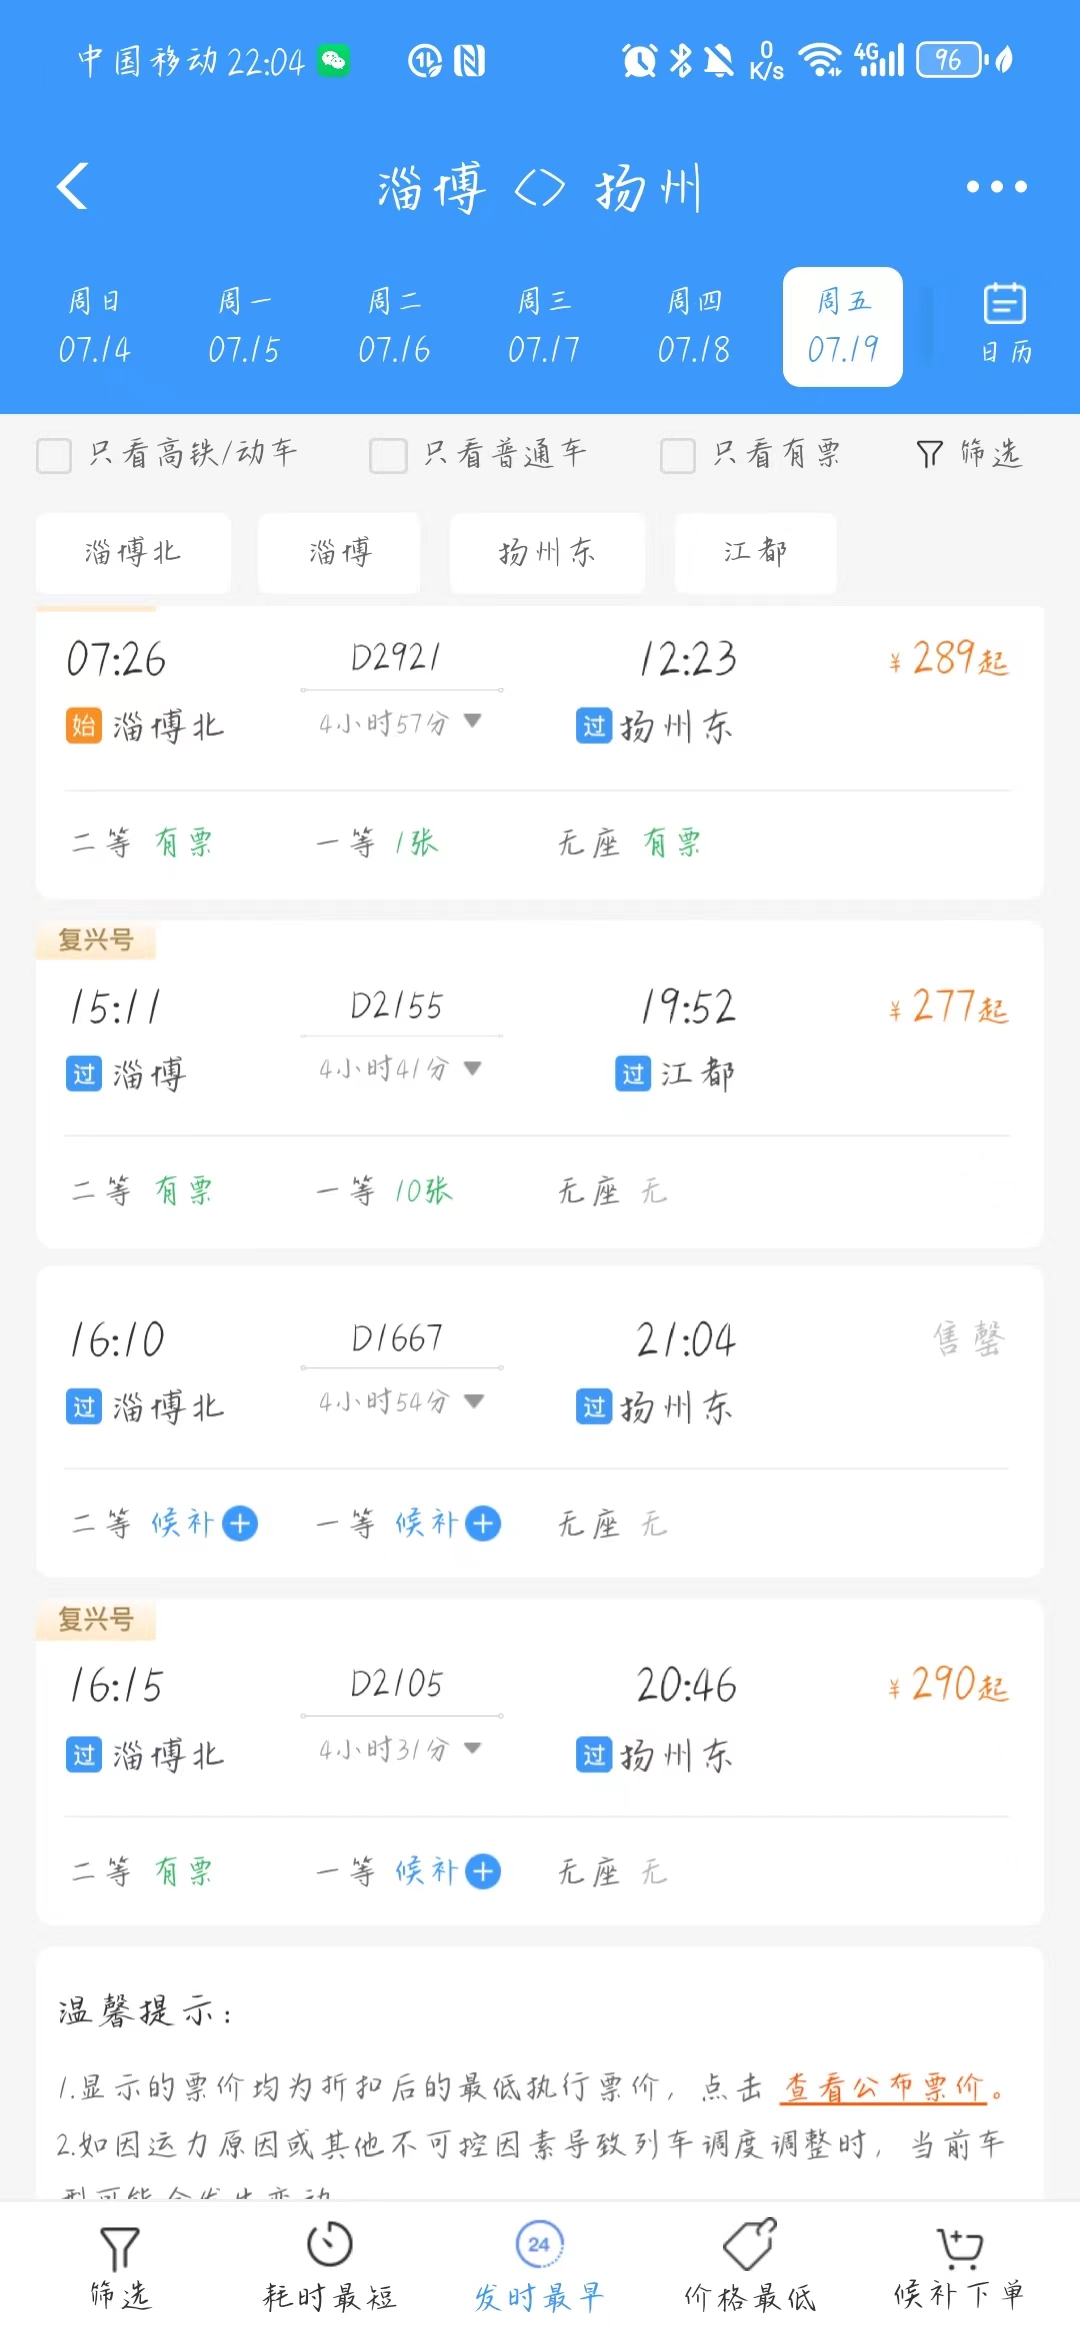 中国移动 22:04 0 K/s 4G 96
淄博 <> 扬州
周日 周一 周二 周三 周四 周五
07.14 07.15 07.16 07.17 07.18 07.19 日历
只看高铁/动车 只看普通车 只看有票 筛选
淄博北 淄博 扬州东 江都
07:26 D2921 12:23 ¥289起
始 淄博北 4小时57分 过 扬州东
二等 有票 一等 1张 无座 有票
复兴号
15:11 D2155 19:52 ¥277起
过 淄博 4小时41分 过 江都
二等 有票 一等 10张 无座 无
16:10 D1667 21:04 售罄
过 淄博北 4小时54分 过 扬州东
二等 候补 一等 候补 无座 无
复兴号
16:15 D2105 20:46 ¥290起
过 淄博北 4小时31分 过 扬州东
二等 有票 一等 候补 无座 无
温馨提示：
1.显示的票价均为折扣后的最低执行票价，点击 查看公布票价。
2.如因运力原因或其他不可控因素导致列车调度调整时，当前车
型可能会发生变动
24
筛选 耗时最短 发时最早 价格最低 候补下单